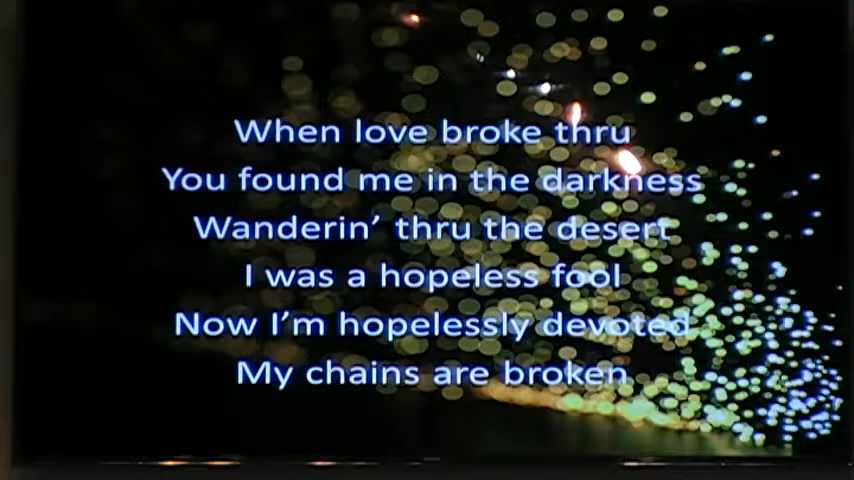 When love broke thru
You found me in the darkness
Wanderin’ thru the desert
I was a hopeless fool
Now I’m hopelessly devoted
My chains are broken